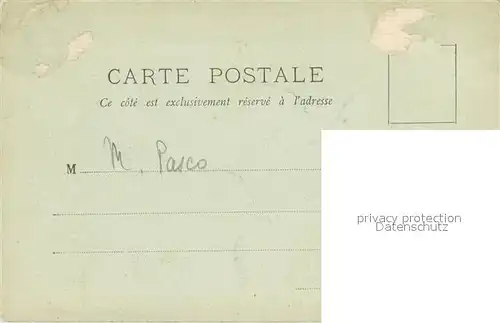 CARTE POSTALE
Ce côté est exclusivement réservé à l'adresse
M M. Pasco
privacy protection
Datenschutz